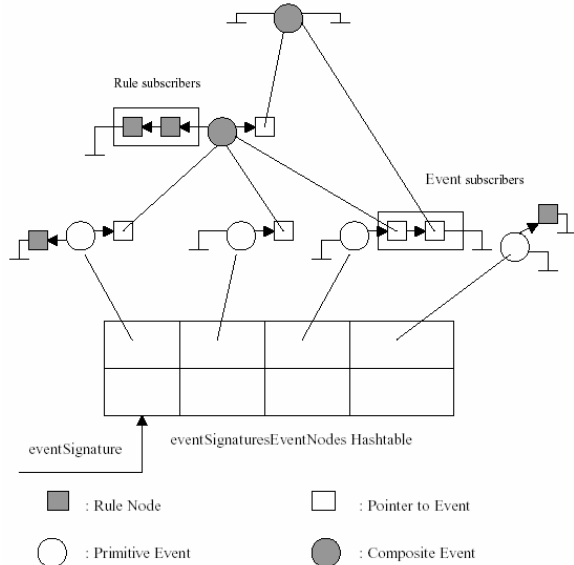 Rule subscribers
Event subscribers
eventSignature
eventSignaturesEventNodes Hashtable
: Rule Node
: Pointer to Event
: Primitive Event
: Composite Event